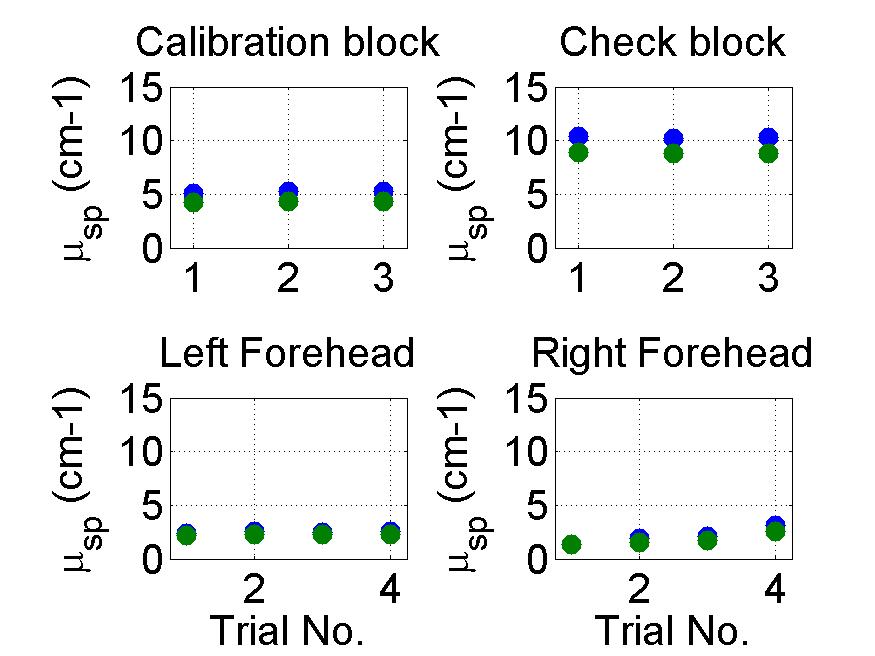 Calibration block
Check block
μsp (cm-1)
15
10
5
0
1 2 3
μsp (cm-1)
15
10
5
0
1 2 3
Left Forehead
Right Forehead
μsp (cm-1)
15
10
5
0
2 4
Trial No.
μsp (cm-1)
15
10
5
0
2 4
Trial No.